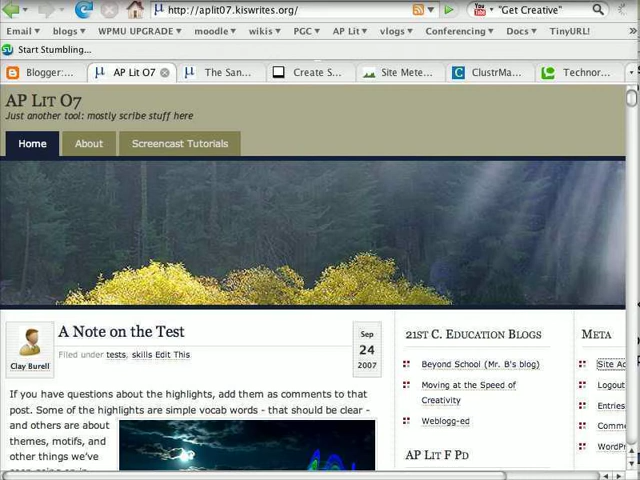 http://aplit07.kiswrites.org/
"Get Creative"
Emails blogs WPMU UPGRADE moodle wikis PGC AP Lit vlogs Conference Docs TinyURL!
Start Stumbling...
Blogger:... AP Lit O7 The San... Create S... Site Mete... ClustrMa... Technor...
AP Lit O7
Just another tool: mostly scribe stuff here
Home About Screencast Tutorials
A Note on the Test
Filed under tests, skills Edit This
Clay Burell
Sep
24
2007
If you have questions about the highlights, add them as comments to that
post. Some of the highlights are simple vocab words - that should be clear -
and others are about
themes, motifs, and
other things we've
21st C. Education Blogs
Beyond School (Mr. B's blog)
Moving at the Speed of
Creativity
Weblogg-ed
AP Lit F Pd
Meta
Site Ad
Logout
Entries
Comme
WordPr